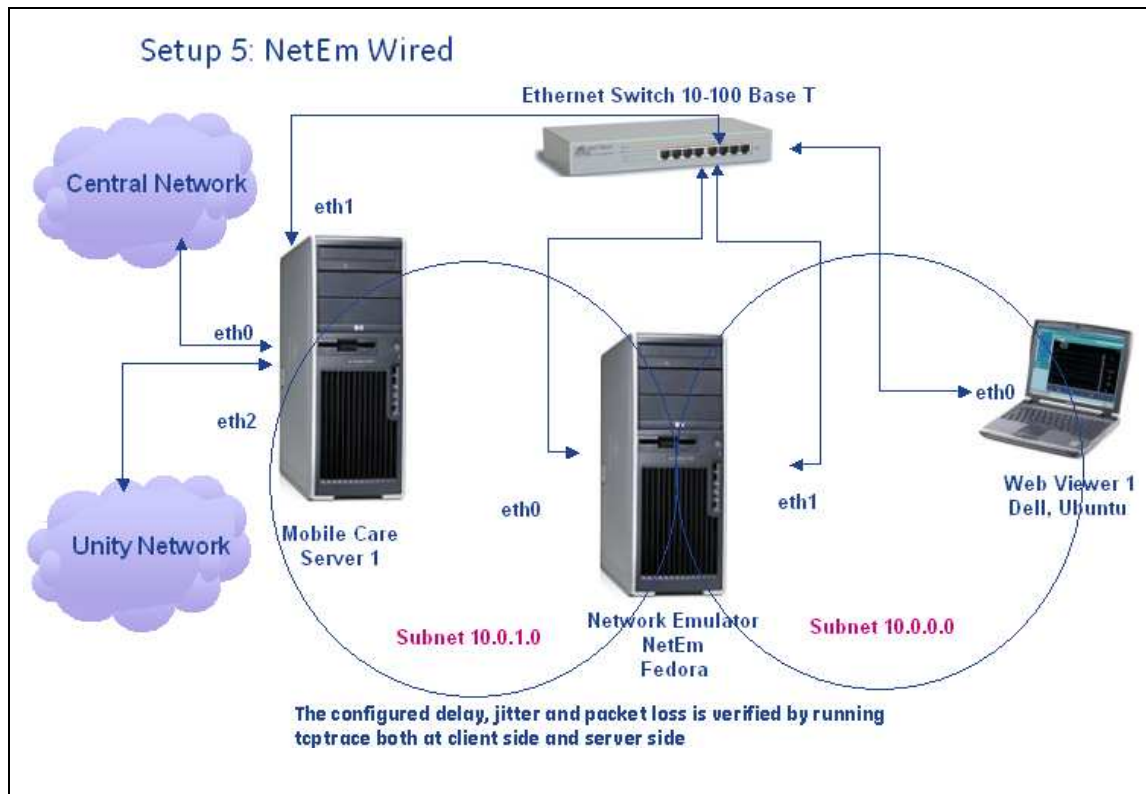 Setup 5: NetEm Wired
Ethernet Switch 10-100 Base T
Central Network
eth1
eth0
eth2
Unity Network
Mobile Care
Server 1
eth0
eth1
eth0
Web Viewer 1
Dell, Ubuntu
Network Emulator
NetEm
Fedora
Subnet 10.0.1.0
Subnet 10.0.0.0
The configured delay, jitter and packet loss is verified by running
tcptrace both at client side and server side